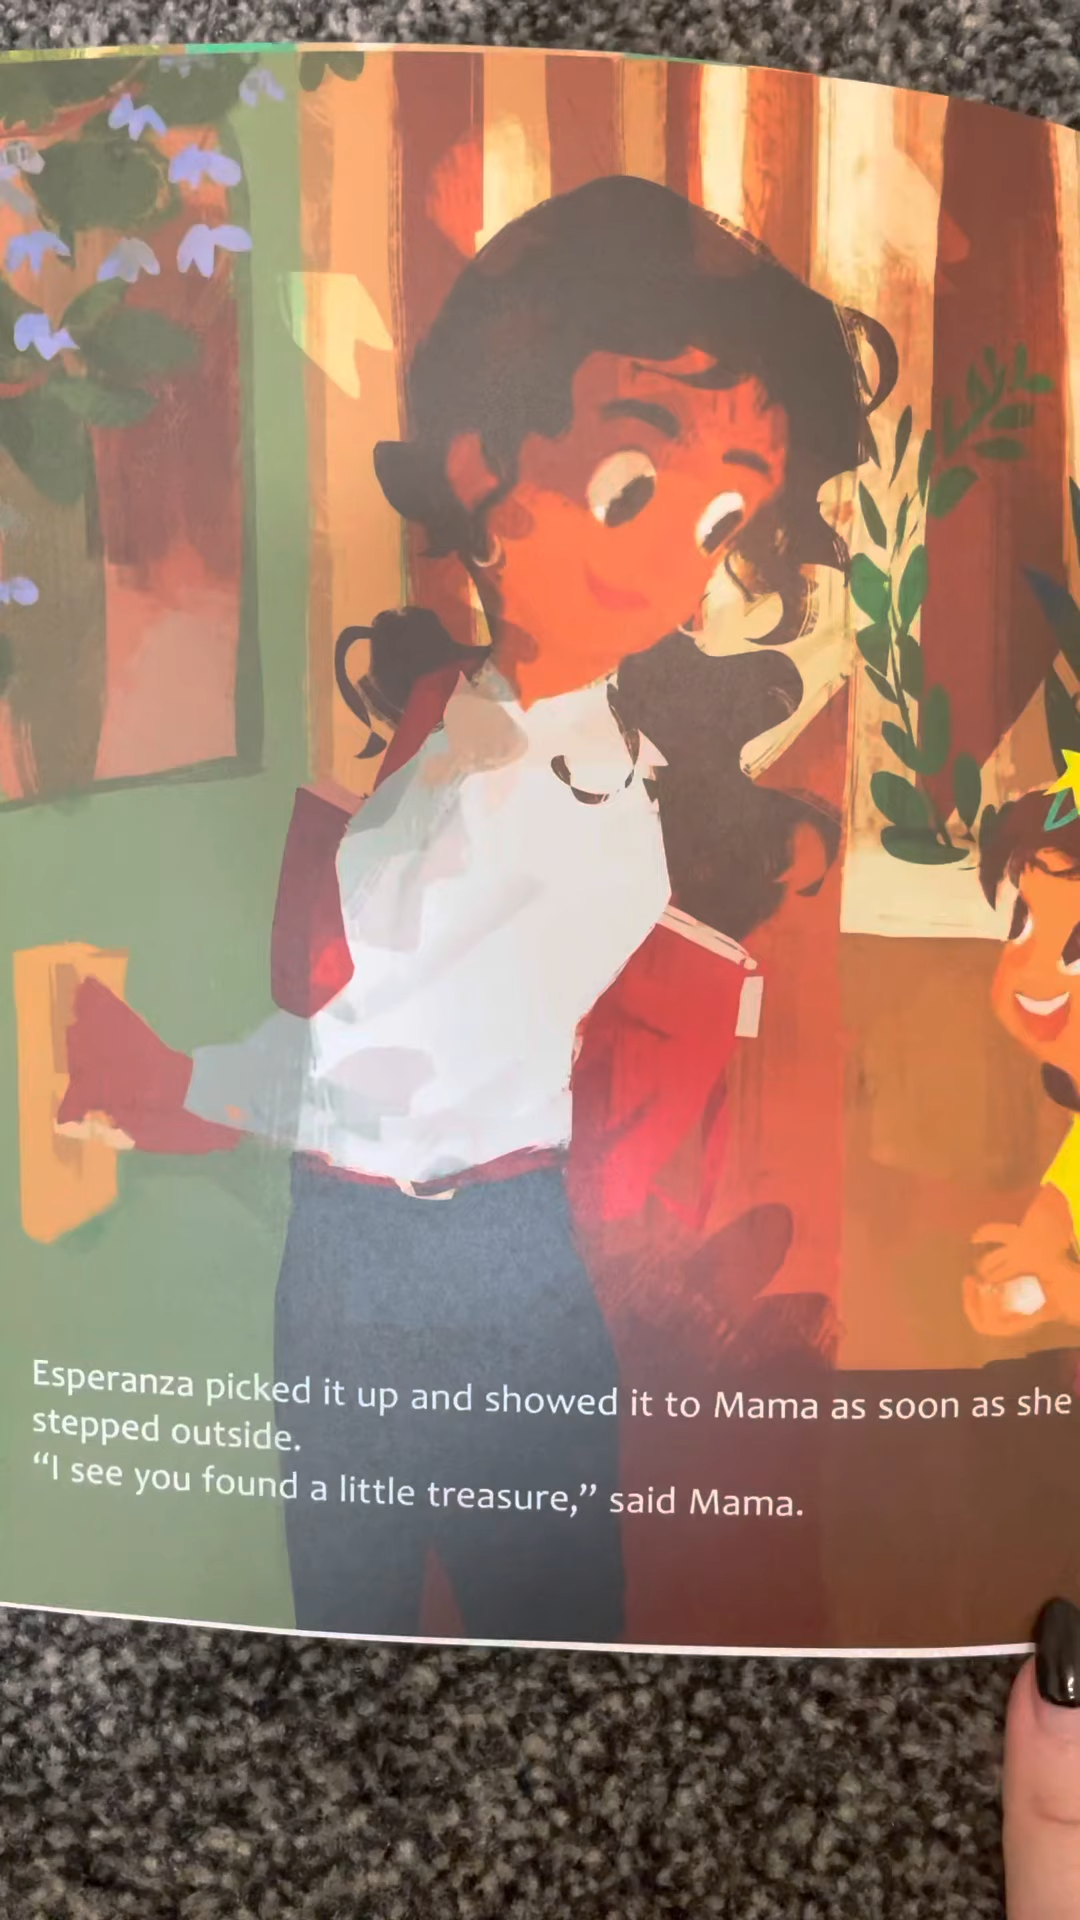 Esperanza picked it up and showed it to Mama as soon as she
stepped outside.
“I see you found a little treasure,” said Mama.